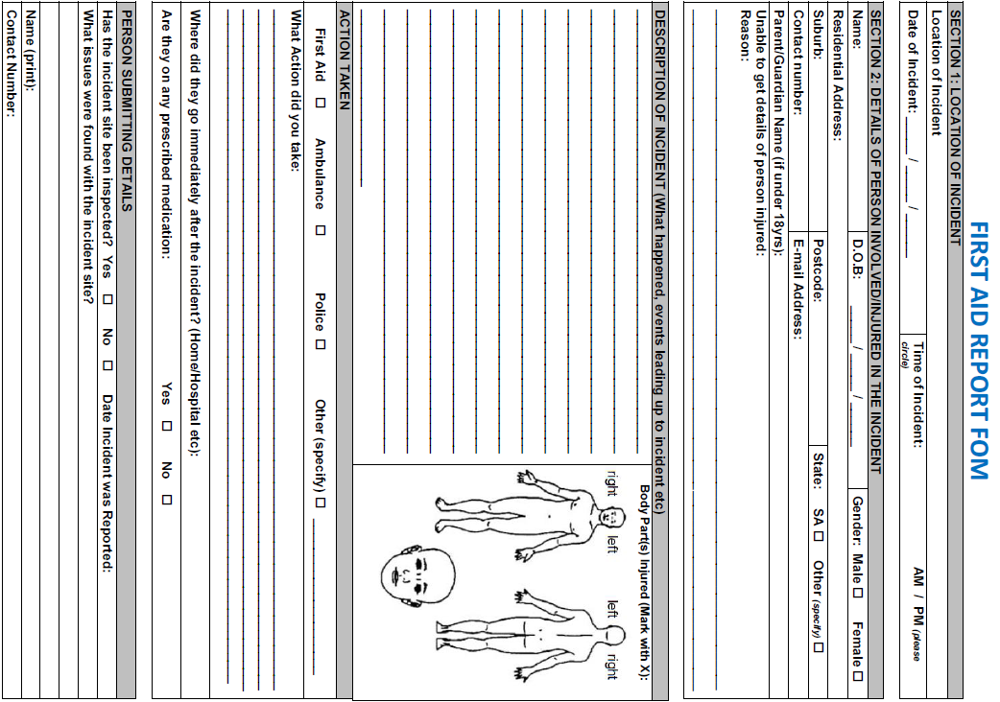 FIRST AID REPORT FOM
SECTION 1: LOCATION OF INCIDENT
Location of Incident
Date of Incident: ____ / ____ / ____ Time of Incident: AM / PM (please
circle)
SECTION 2: DETAILS OF PERSON INVOLVED/INJURED IN THE INCIDENT
Name: D.O.B: ____ / ____ / ____ Gender: Male ☐ Female ☐
Residential Address:
Suburb: Postcode: State: SA ☐ Other (specify) ☐
Contact number: E-mail Address:
Parent/Guardian Name (if under 18yrs):
Unable to get details of person injured:
Reason:
DESCRIPTION OF INCIDENT (What happened, events leading up to incident etc)
Body Part(s) Injured (Mark with X):
right left left right
ACTION TAKEN
First Aid ☐ Ambulance ☐ Police ☐ Other (specify) ☐
What Action did you take:
Where did they go immediately after the incident? (Home/Hospital etc):
Are they on any prescribed medication: Yes ☐ No ☐
PERSON SUBMITTING DETAILS
Has the incident site been inspected? Yes ☐ No ☐ Date Incident was Reported:
What issues were found with the incident site?
Name (print):
Contact Number: